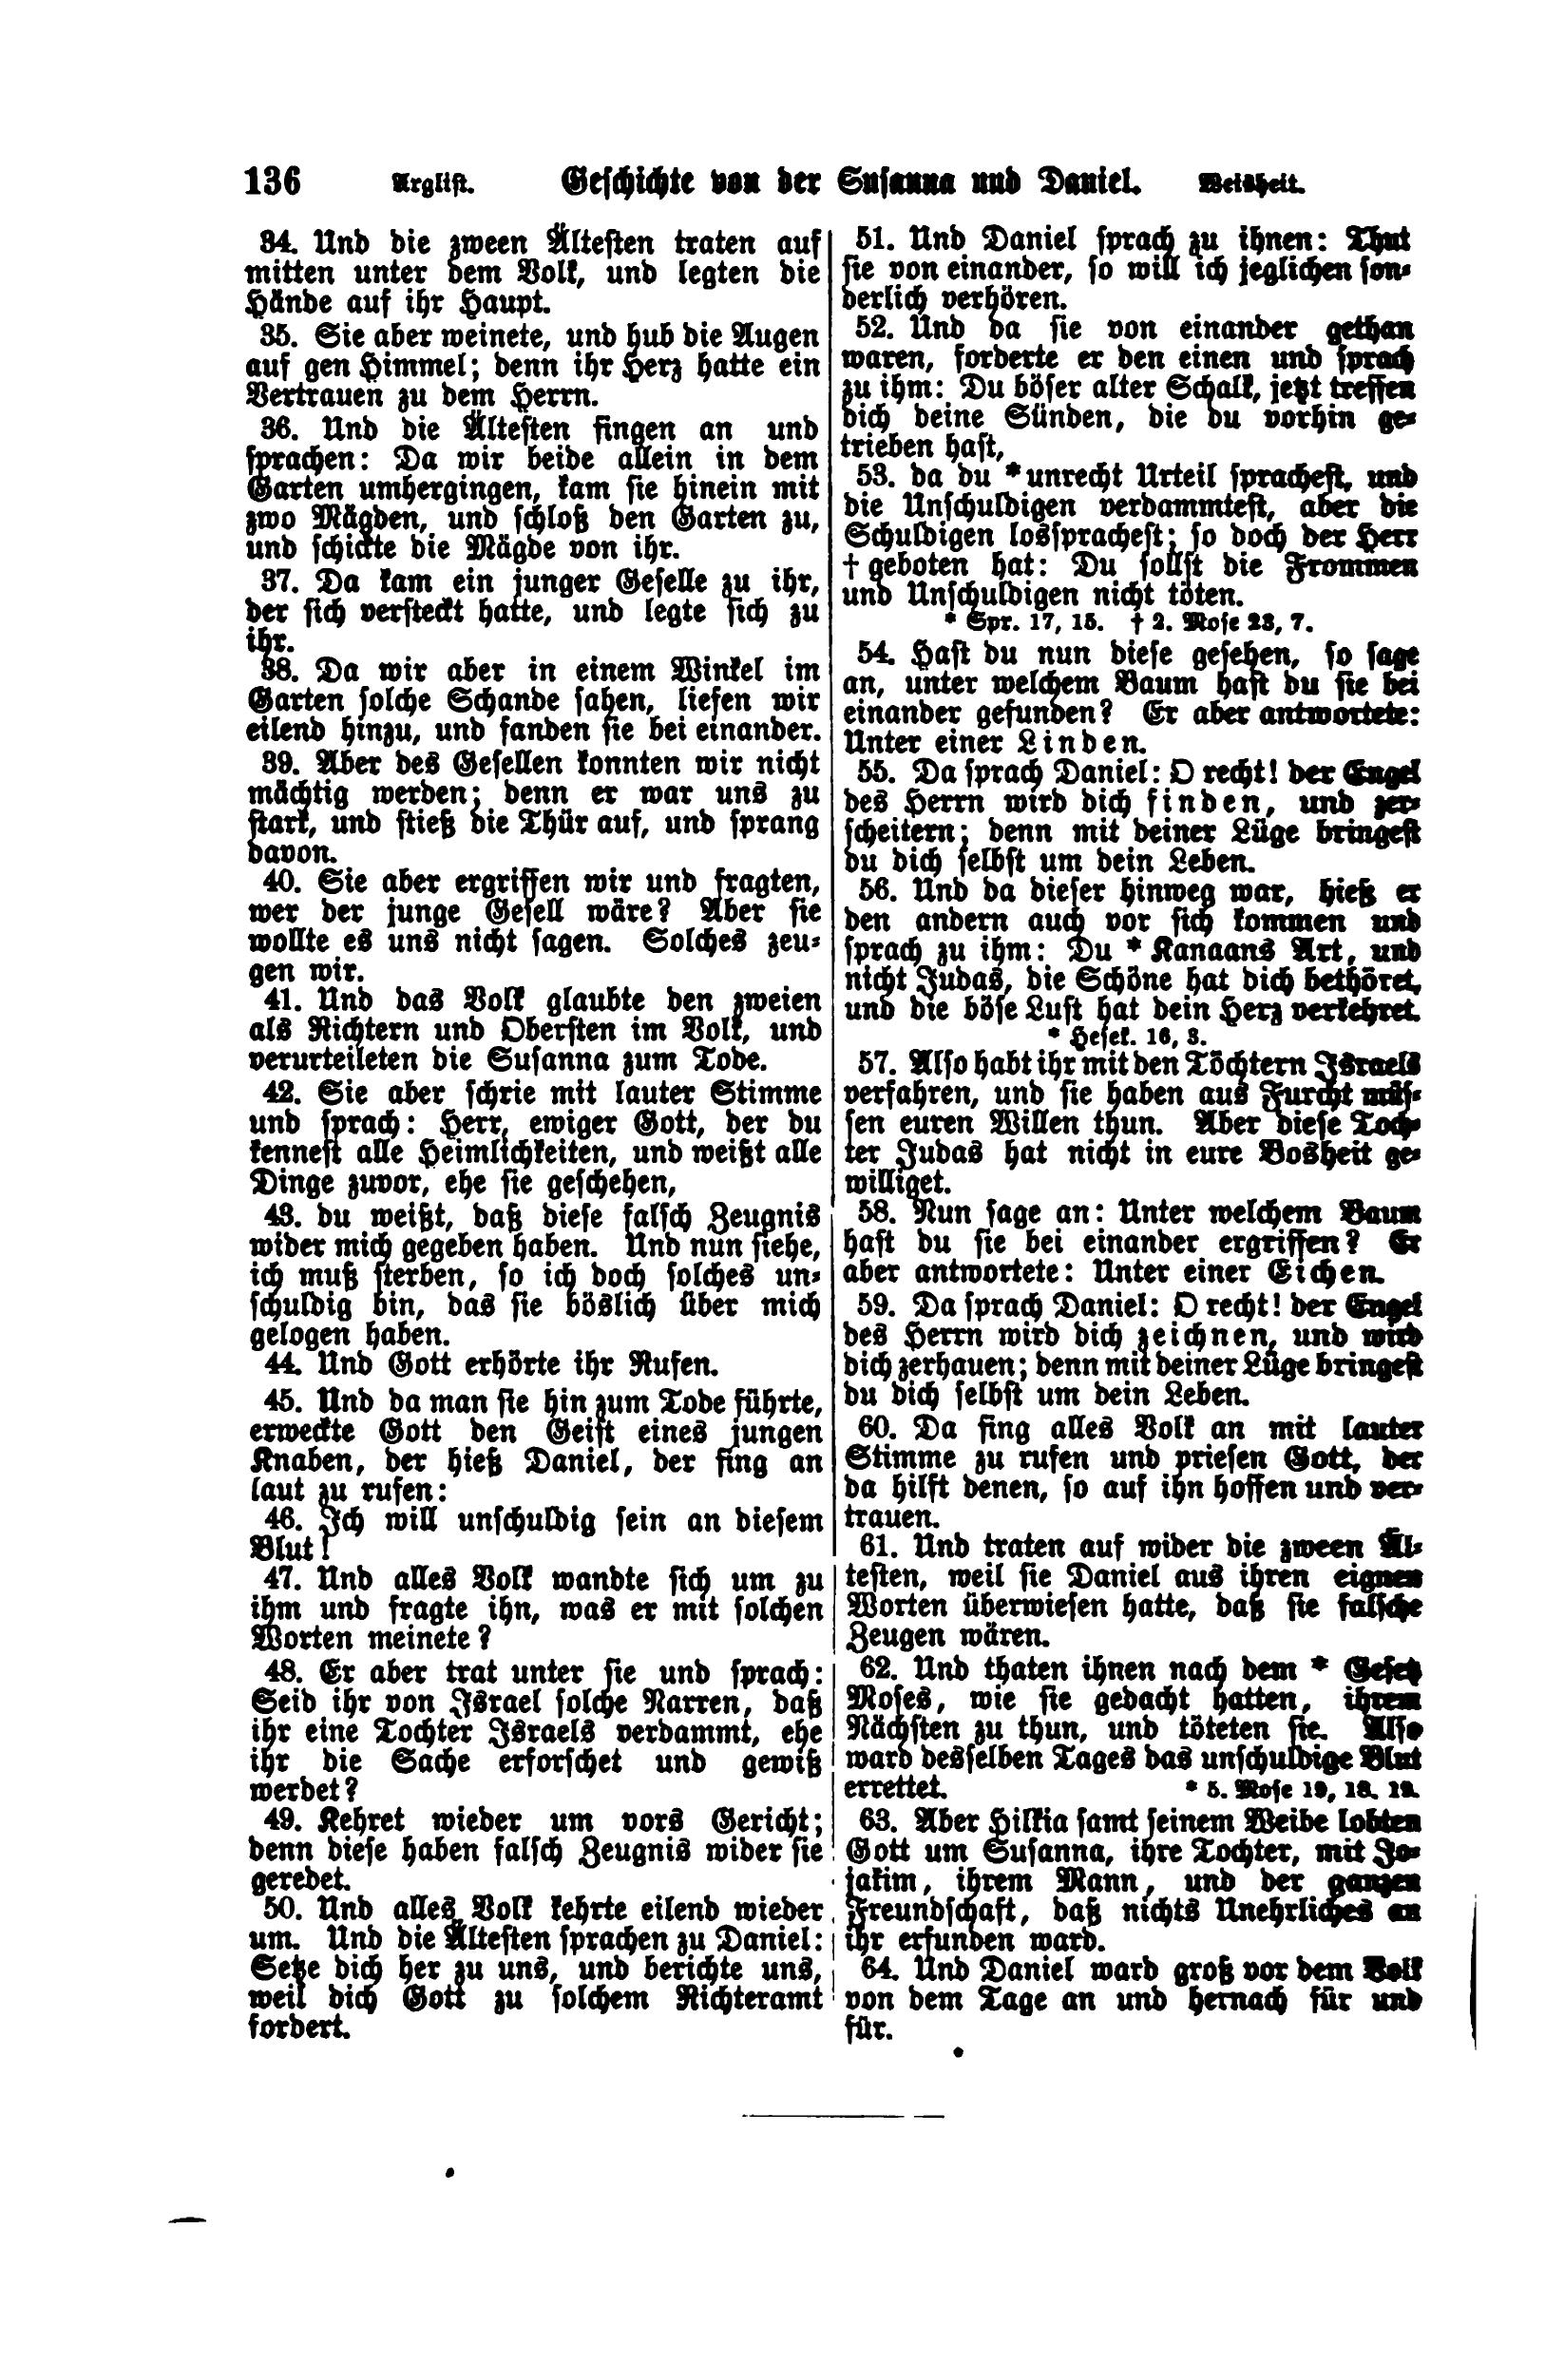 136 Arglist. Geschichte von der Susanna und Daniel. Weisheit.
34. Und die zween Ältesten traten auf
mitten unter dem Volk, und legten die
Hände auf ihr Haupt.
35. Sie aber weinete, und hub die Augen
auf gen Himmel; denn ihr Herz hatte ein
Vertrauen zu dem Herrn.
36. Und die Ältesten fingen an und
sprachen: Da wir beide allein in dem
Garten umhergingen, kam sie hinein mit
zwo Mägden, und schloß den Garten zu,
und schickte die Mägde von ihr.
37. Da kam ein junger Geselle zu ihr,
der sich versteckt hatte, und legte sich zu
ihr.
38. Da wir aber in einem Winkel im
Garten solche Schande sahen, liefen wir
eilend hinzu, und fanden sie bei einander.
39. Aber des Gesellen konnten wir nicht
mächtig werden; denn er war uns zu
stark, und stieß die Thür auf, und sprang
davon.
40. Sie aber ergriffen wir und fragten,
wer der junge Gesell wäre? Aber sie
wollte es uns nicht sagen. Solches zeu-
gen wir.
41. Und das Volk glaubte den zweien
als Richtern und Obersten im Volk, und
verurteileten die Susanna zum Tode.
42. Sie aber schrie mit lauter Stimme
und sprach: Herr, ewiger Gott, der du
kennest alle Heimlichkeiten, und weißt alle
Dinge zuvor, ehe sie geschehen,
43. du weißt, daß diese falsch Zeugnis
wider mich gegeben haben. Und nun siehe,
ich muß sterben, so ich doch solches un-
schuldig bin, das sie böslich über mich
gelogen haben.
44. Und Gott erhörte ihr Rufen.
45. Und da man sie hin zum Tode führte,
erweckte Gott den Geist eines jungen
Knaben, der hieß Daniel, der fing an
laut zu rufen:
46. Ich will unschuldig sein an diesem
Blut!
47. Und alles Volk wandte sich um zu
ihm und fragte ihn, was er mit solchen
Worten meinete?
48. Er aber trat unter sie und sprach:
Seid ihr von Israel solche Narren, daß
ihr eine Tochter Israels verdammt, ehe
ihr die Sache erforschet und gewiß
werdet?
49. Kehret wieder um vors Gericht;
denn diese haben falsch Zeugnis wider sie
geredet.
50. Und alles Volk kehrte eilend wieder
um. Und die Ältesten sprachen zu Daniel:
Setze dich her zu uns, und berichte uns,
weil dich Gott zu solchem Richteramt
fordert.
51. Und Daniel sprach zu ihnen: Thut
sie von einander, so will ich jeglichen son-
derlich verhören.
52. Und da sie von einander gethan
waren, forderte er den einen und sprach
zu ihm: Du böser alter Schalk, jetzt treffen
dich deine Sünden, die du vorhin ge-
trieben hast,
53. da du * unrecht Urteil sprachest, und
die Unschuldigen verdammtest, aber die
Schuldigen lossprachest; so doch der Herr
† geboten hat: Du sollst die Frommen
und Unschuldigen nicht töten.
* Spr. 17, 15. † 2. Mose 23, 7.
54. Hast du nun diese gesehen, so sage
an, unter welchem Baum hast du sie bei
einander gefunden? Er aber antwortete:
Unter einer Linden.
55. Da sprach Daniel: O recht! der Engel
des Herrn wird dich finden, und zer-
scheitern; denn mit deiner Lüge bringest
du dich selbst um dein Leben.
56. Und da dieser hinweg war, hieß er
den andern auch vor sich kommen und
sprach zu ihm: Du * Kanaans Art, und
nicht Judas, die Schöne hat dich bethöret,
und die böse Lust hat dein Herz verkehret.
* Hesek. 16, 3.
57. Also habt ihr mit den Töchtern Israels
verfahren, und sie haben aus Furcht müs-
sen euren Willen thun. Aber diese Toch-
ter Judas hat nicht in eure Bosheit ge-
williget.
58. Nun sage an: Unter welchem Baum
hast du sie bei einander ergriffen? Er
aber antwortete: Unter einer Eichen.
59. Da sprach Daniel: O recht! der Engel
des Herrn wird dich zeichnen, und wird
dich zerhauen; denn mit deiner Lüge bringest
du dich selbst um dein Leben.
60. Da fing alles Volk an mit lauter
Stimme zu rufen und priesen Gott, der
da hilft denen, so auf ihn hoffen und ver-
trauen.
61. Und traten auf wider die zween Äl-
testen, weil sie Daniel aus ihren eignen
Worten überwiesen hatte, daß sie falsche
Zeugen wären.
62. Und thaten ihnen nach dem * Gesetz
Moses, wie sie gedacht hatten, ihrem
Nächsten zu thun, und töteten sie. Also
ward desselben Tages das unschuldige Blut
errettet. * 5. Mose 19, 18. 19.
63. Aber Hilkia samt seinem Weibe lobten
Gott um Susanna, ihre Tochter, mit Jo-
jakim, ihrem Mann, und der ganzen
Freundschaft, daß nichts Unehrliches an
ihr erfunden ward.
64. Und Daniel ward groß vor dem Volk
von dem Tage an und hernach für und
für.